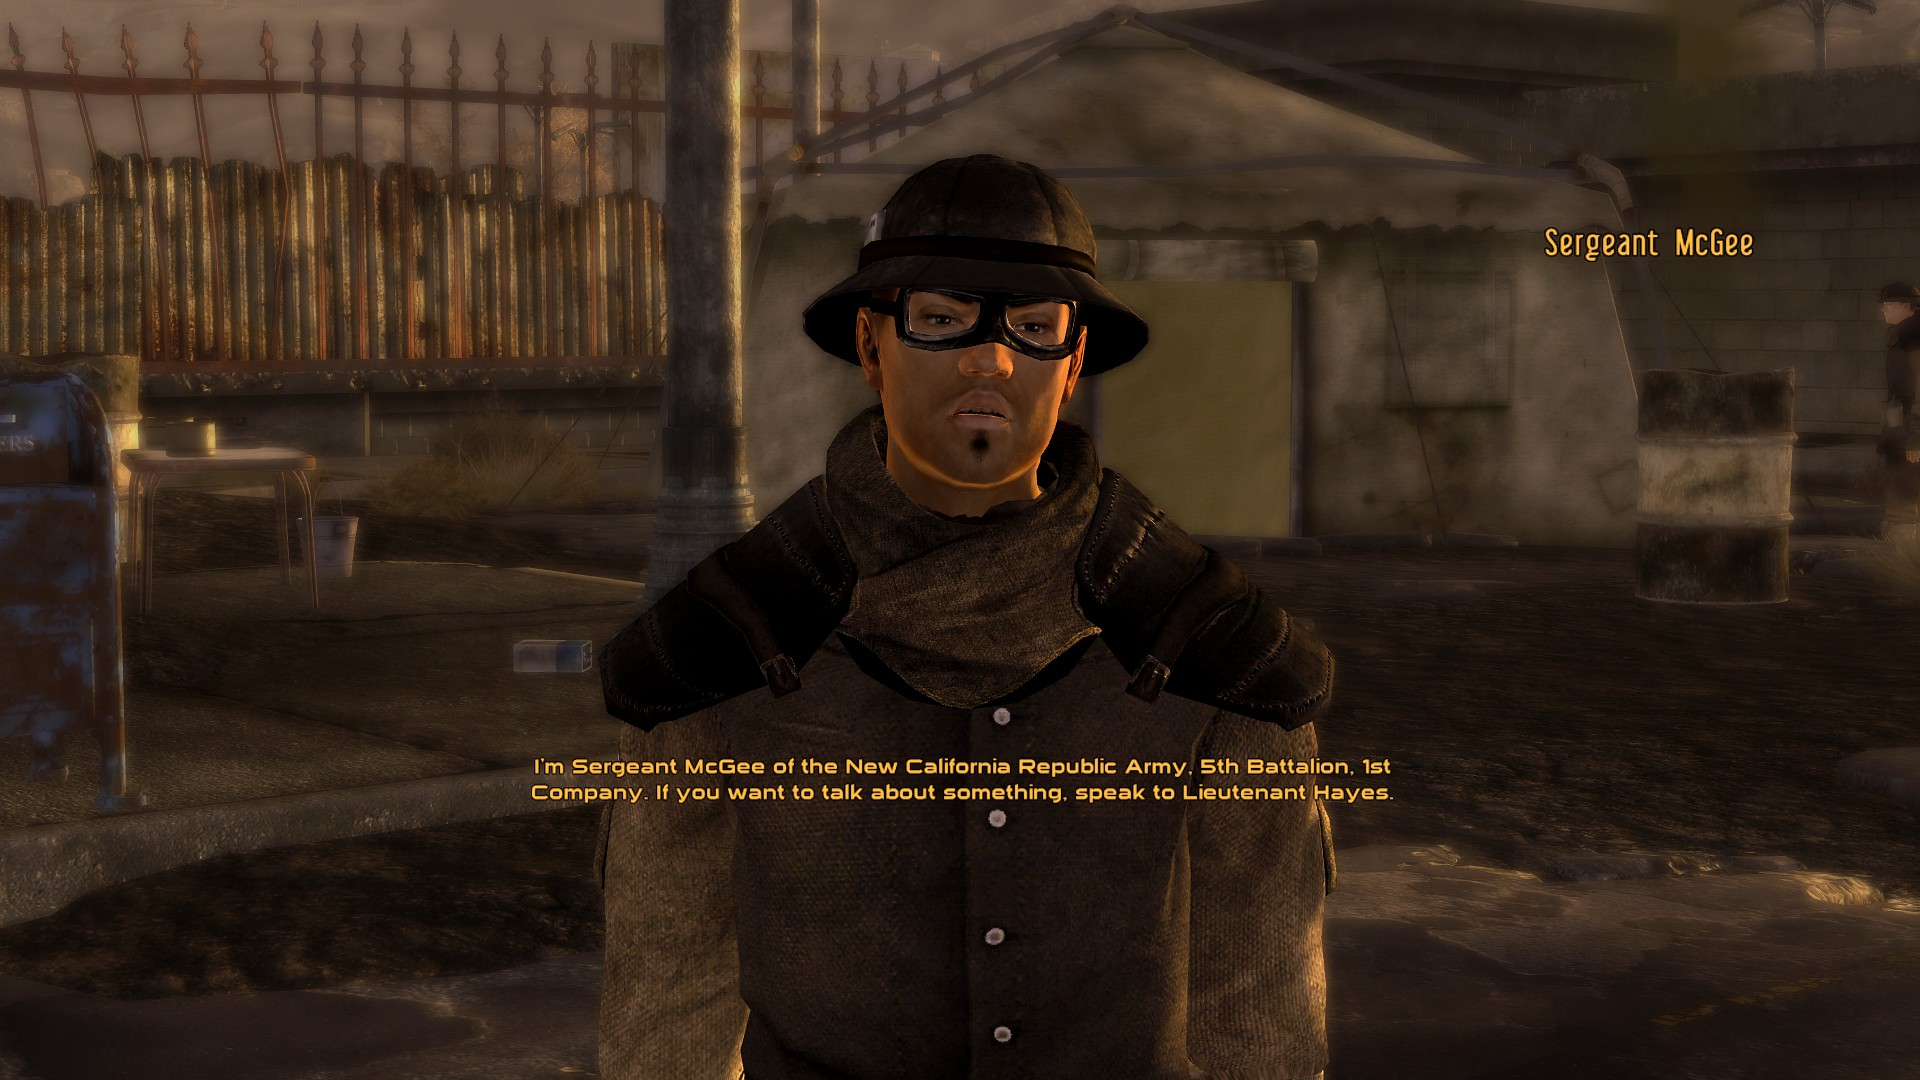 Sergeant McGee
ERS
I'm Sergeant McGee of the New California Republic Army, 5th Battalion, 1st
Company. If you want to talk about something, speak to Lieutenant Hayes.